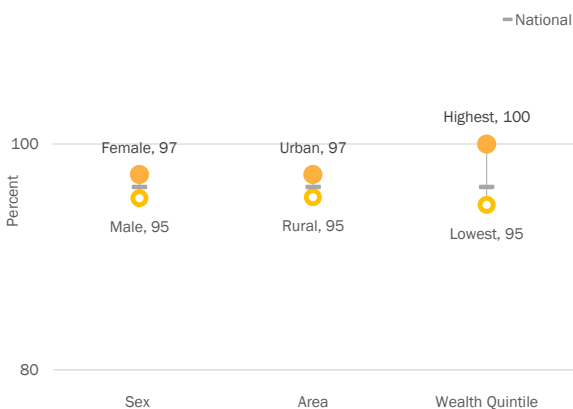 National
Highest, 100
100
Female, 97
Urban, 97
Percent
Male, 95
Rural, 95
Lowest, 95
80
Sex
Area
Wealth Quintile